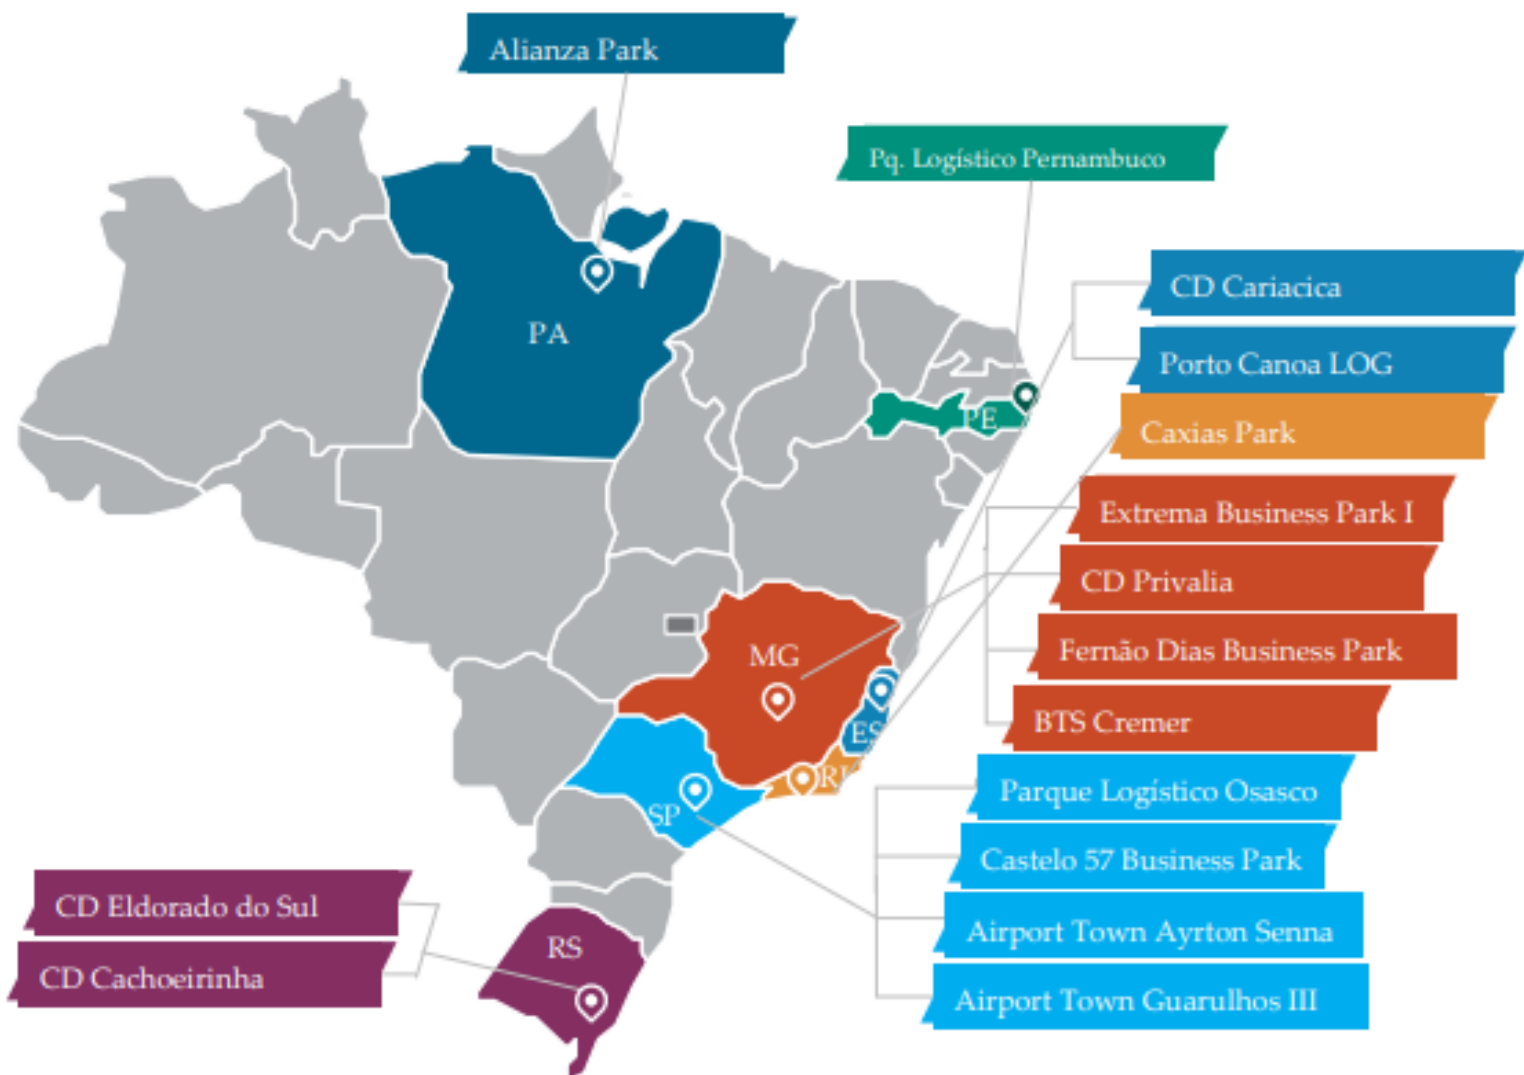 Alianza Park
Pq. Logístico Pernambuco
CD Cariacica
Porto Canoa LOG
Caxias Park
Extrema Business Park I
CD Privalia
Fernão Dias Business Park
BTS Cremer
Parque Logístico Osasco
Castelo 57 Business Park
Airport Town Ayrton Senna
Airport Town Guarulhos III
CD Eldorado do Sul
CD Cachoeirinha
PA
PE
MG
ES
RJ
SP
RS